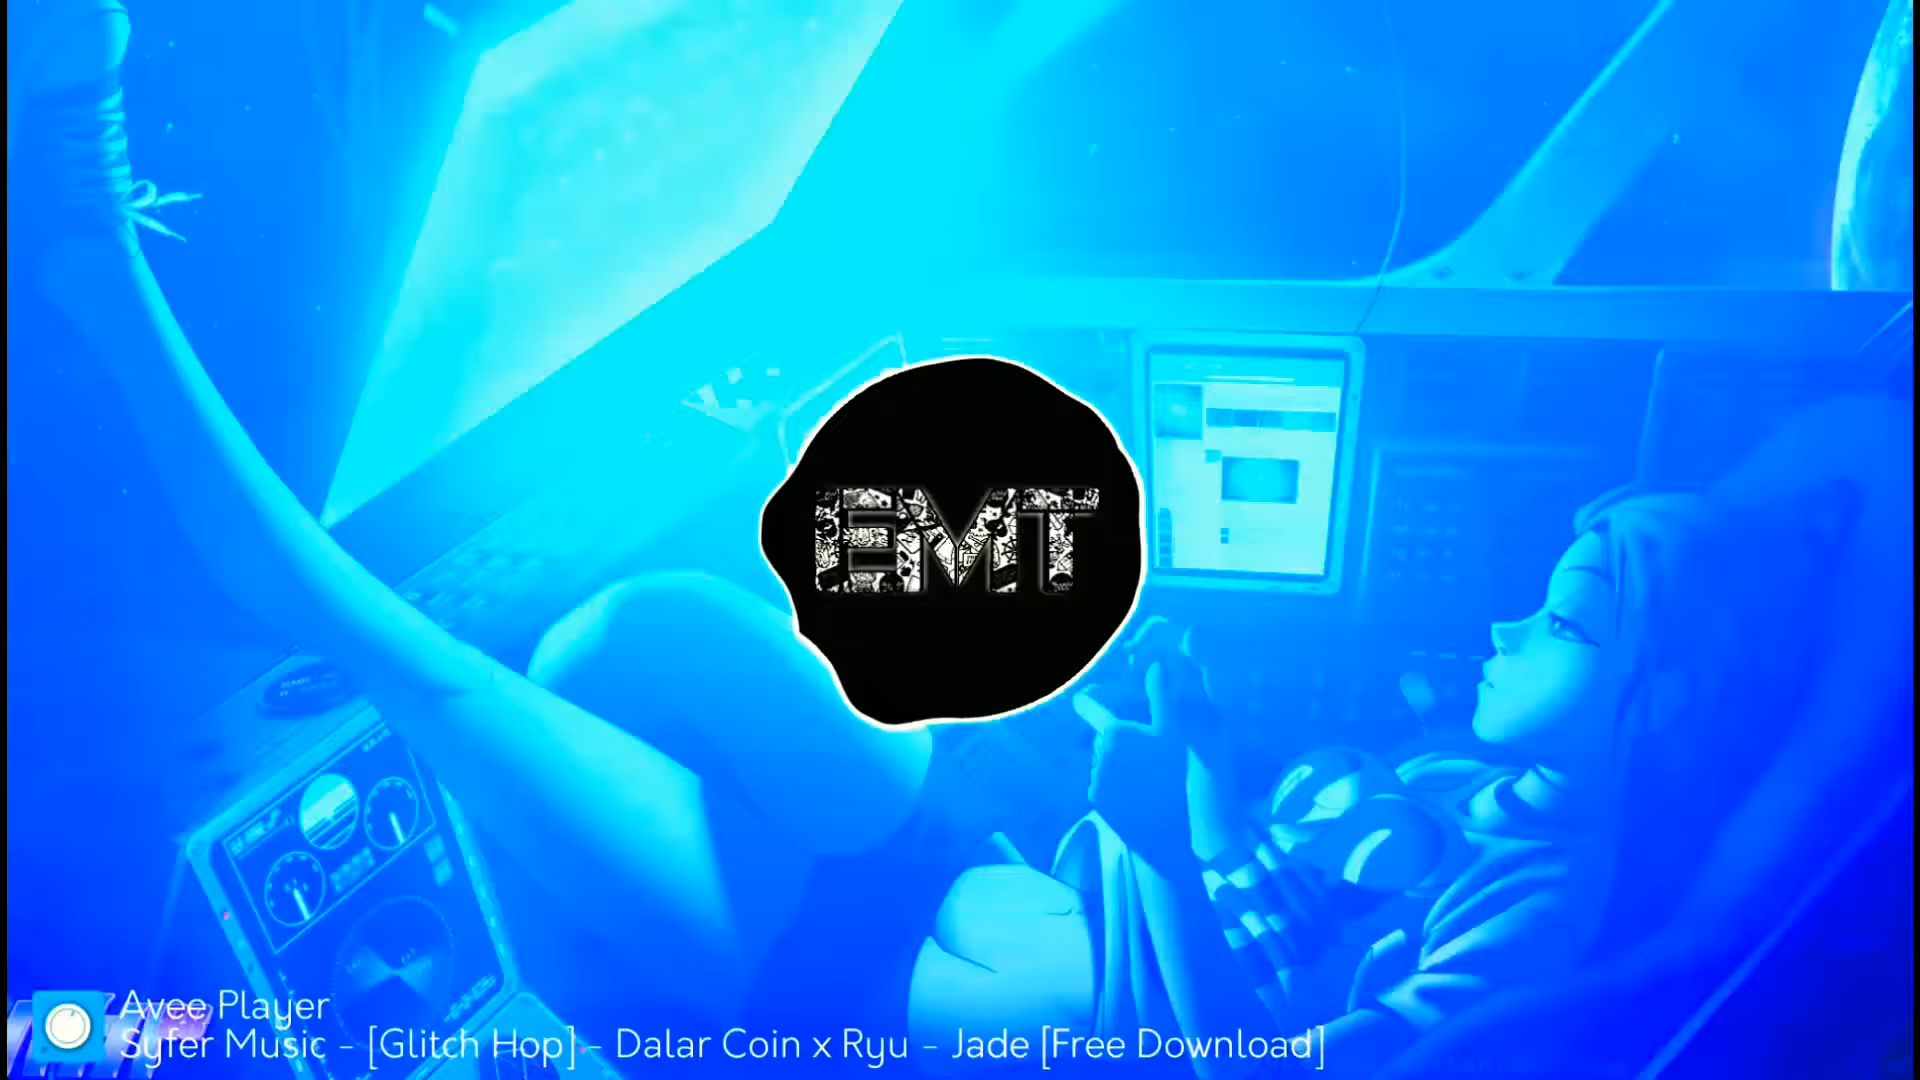 EMT
Avee Player
Syfer Music - [Glitch Hop] - Dalar Coin x Ryu - Jade [Free Download]